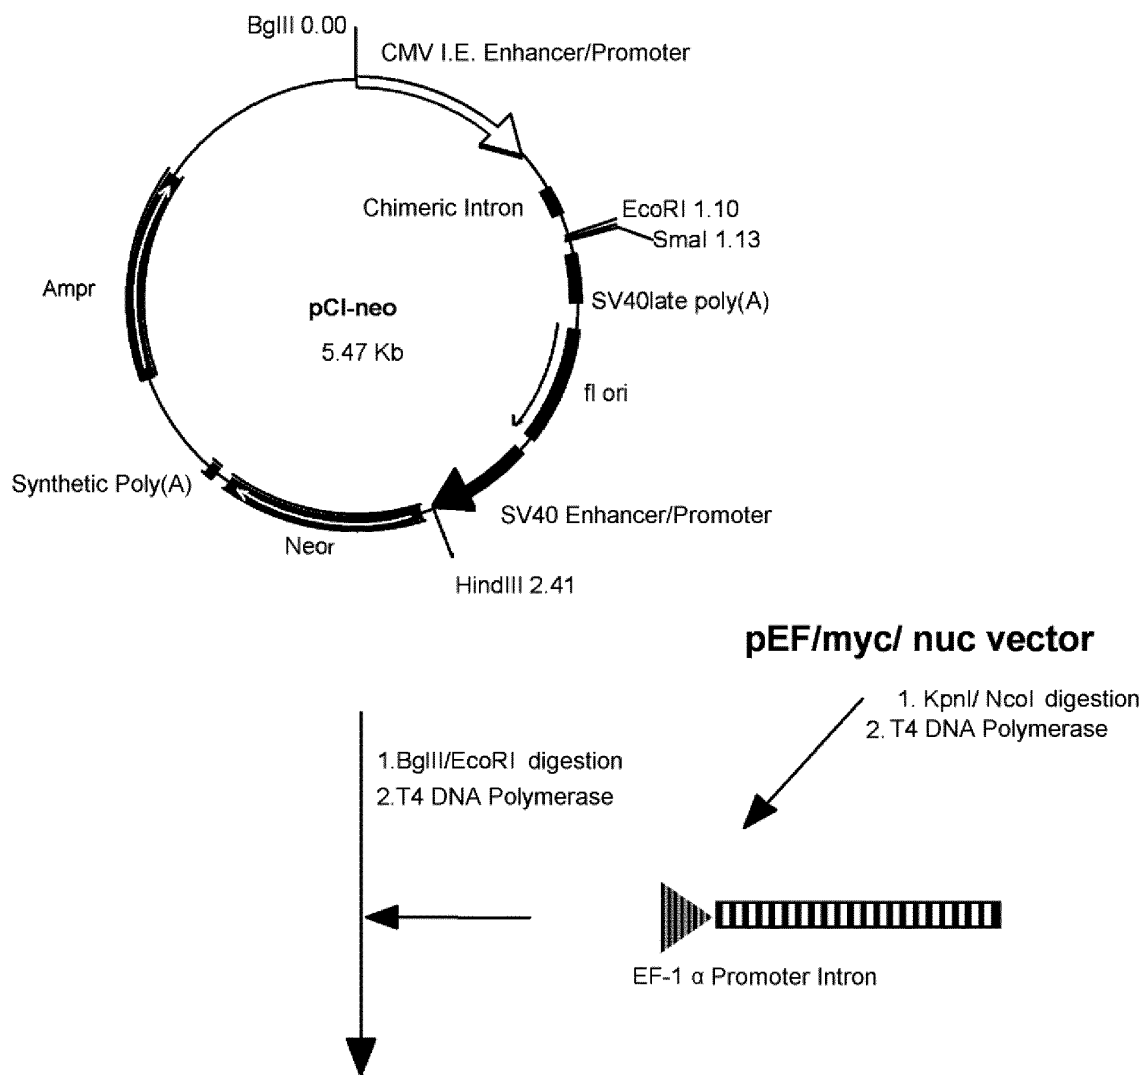 BglII 0.00
CMV I.E. Enhancer/Promoter
Chimeric Intron
EcoRI 1.10
SmaI 1.13
Ampr
pCI-neo
5.47 Kb
SV40late poly(A)
fl ori
Synthetic Poly(A)
SV40 Enhancer/Promoter
Neor
HindIII 2.41
pEF/myc/ nuc vector
1. KpnI/ NcoI digestion
2. T4 DNA Polymerase
1.BglII/EcoRI digestion
2.T4 DNA Polymerase
EF-1 α Promoter Intron